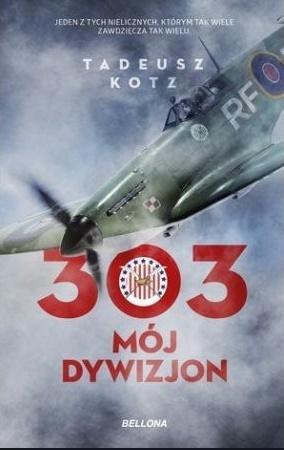 JEDEN Z TYCH NIELICZNYCH, KTÓRYM TAK WIELE
ZAWDZIĘCZA TAK WIELU
TADEUSZ
KOTZ
RF
303
MÓJ
DYWIZJON
BELLONA